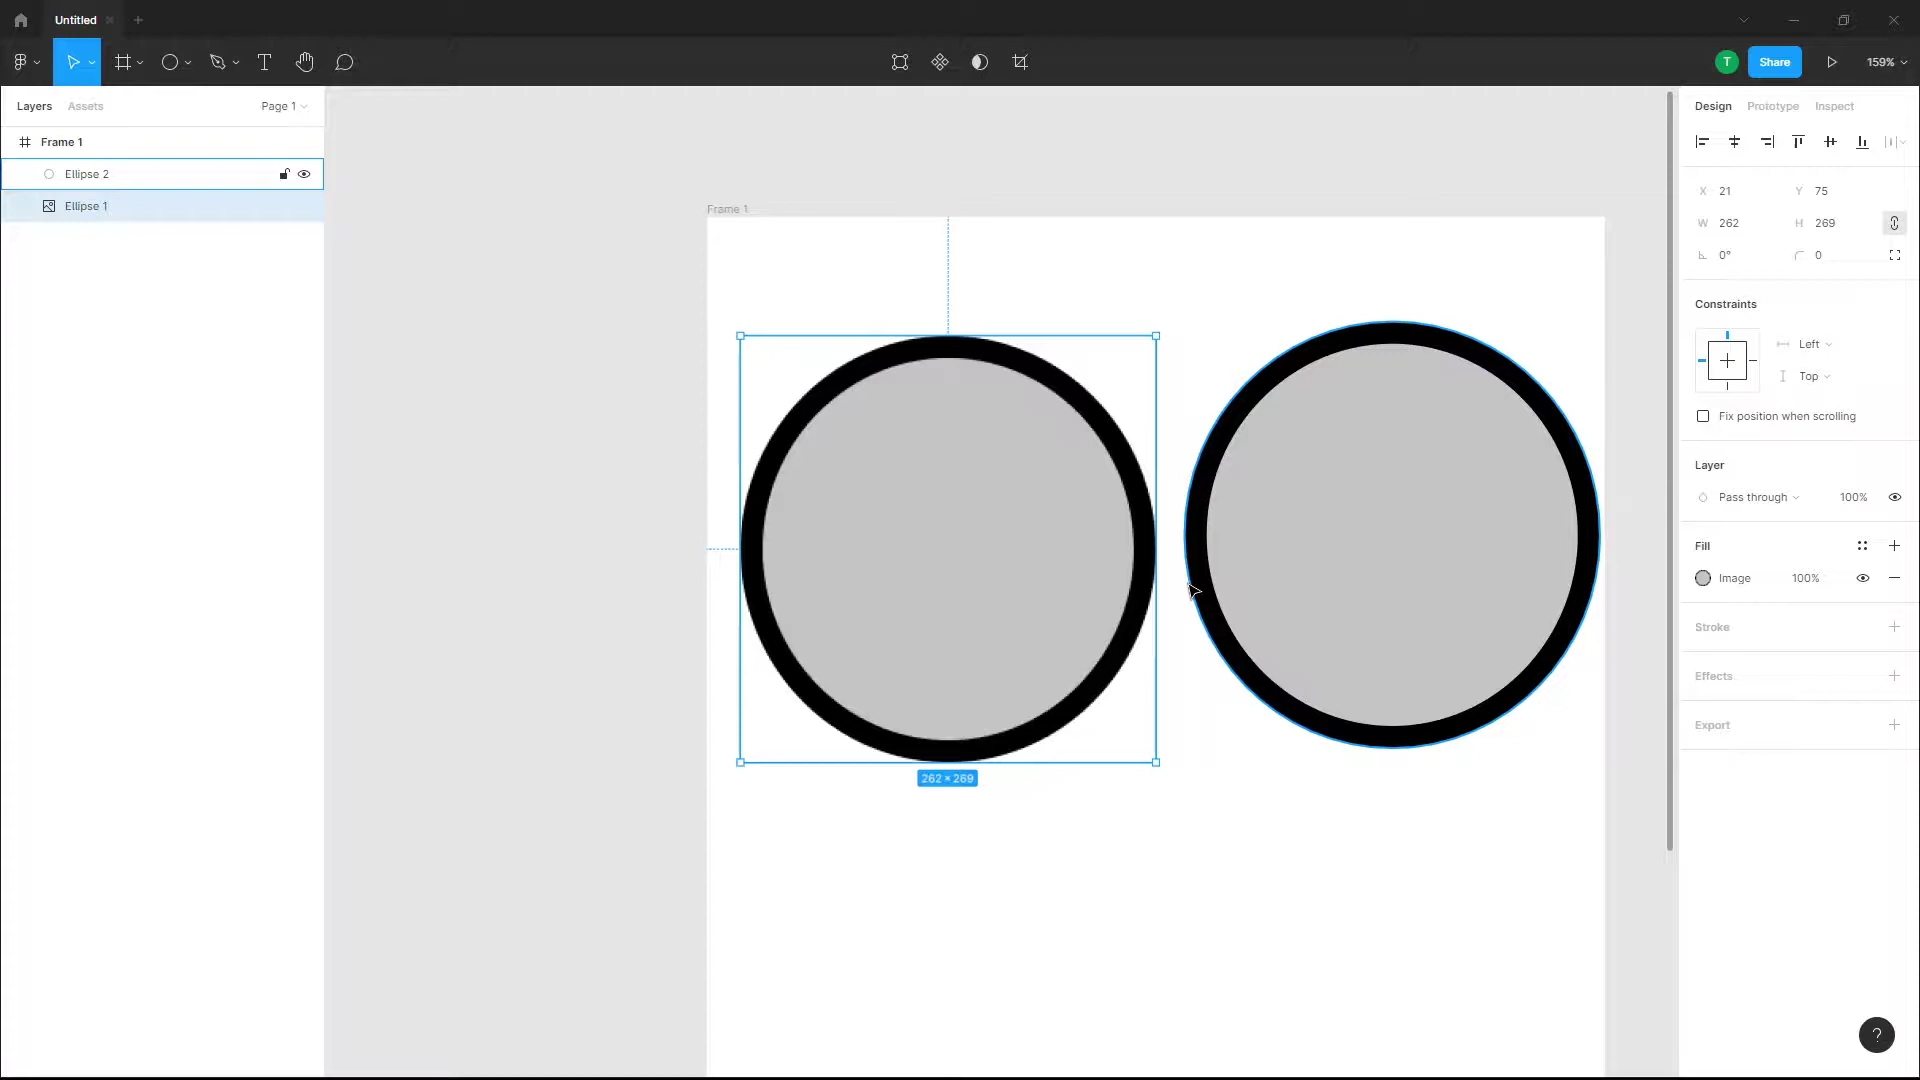 Untitled
Share
159%
Layers Assets Page 1
Frame 1
Ellipse 2
Ellipse 1
Frame 1
262 × 269
Design Prototype Inspect
X 21 Y 75
W 262 H 269
0° 0
Constraints
Left
Top
Fix position when scrolling
Layer
Pass through 100%
Fill
Image 100%
Stroke
Effects
Export
T
?